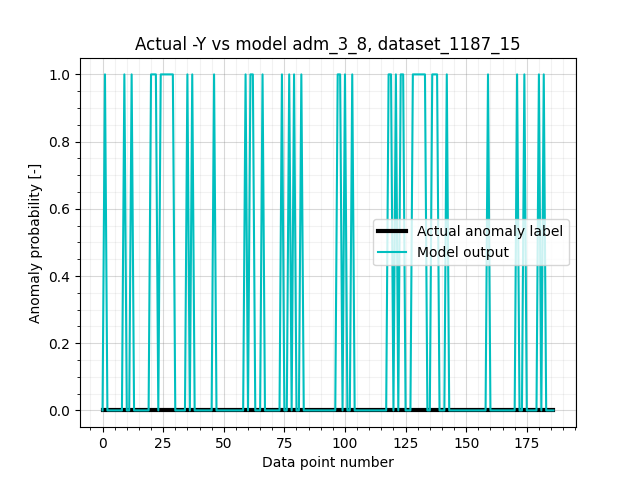 Actual -Y vs model adm_3_8, dataset_1187_15
1.0
0.8
0.6
0.4
0.2
0.0
Anomaly probability [-]
Actual anomaly label
Model output
0 25 50 75 100 125 150 175
Data point number